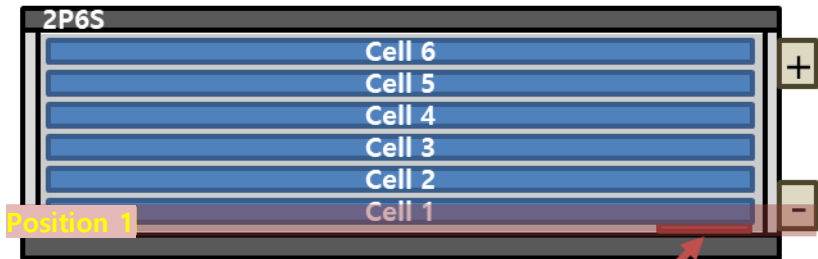 2P6S
Cell 6
+
Cell 5
Cell 4
Cell 3
Cell 2
Cell 1
-
Position 1